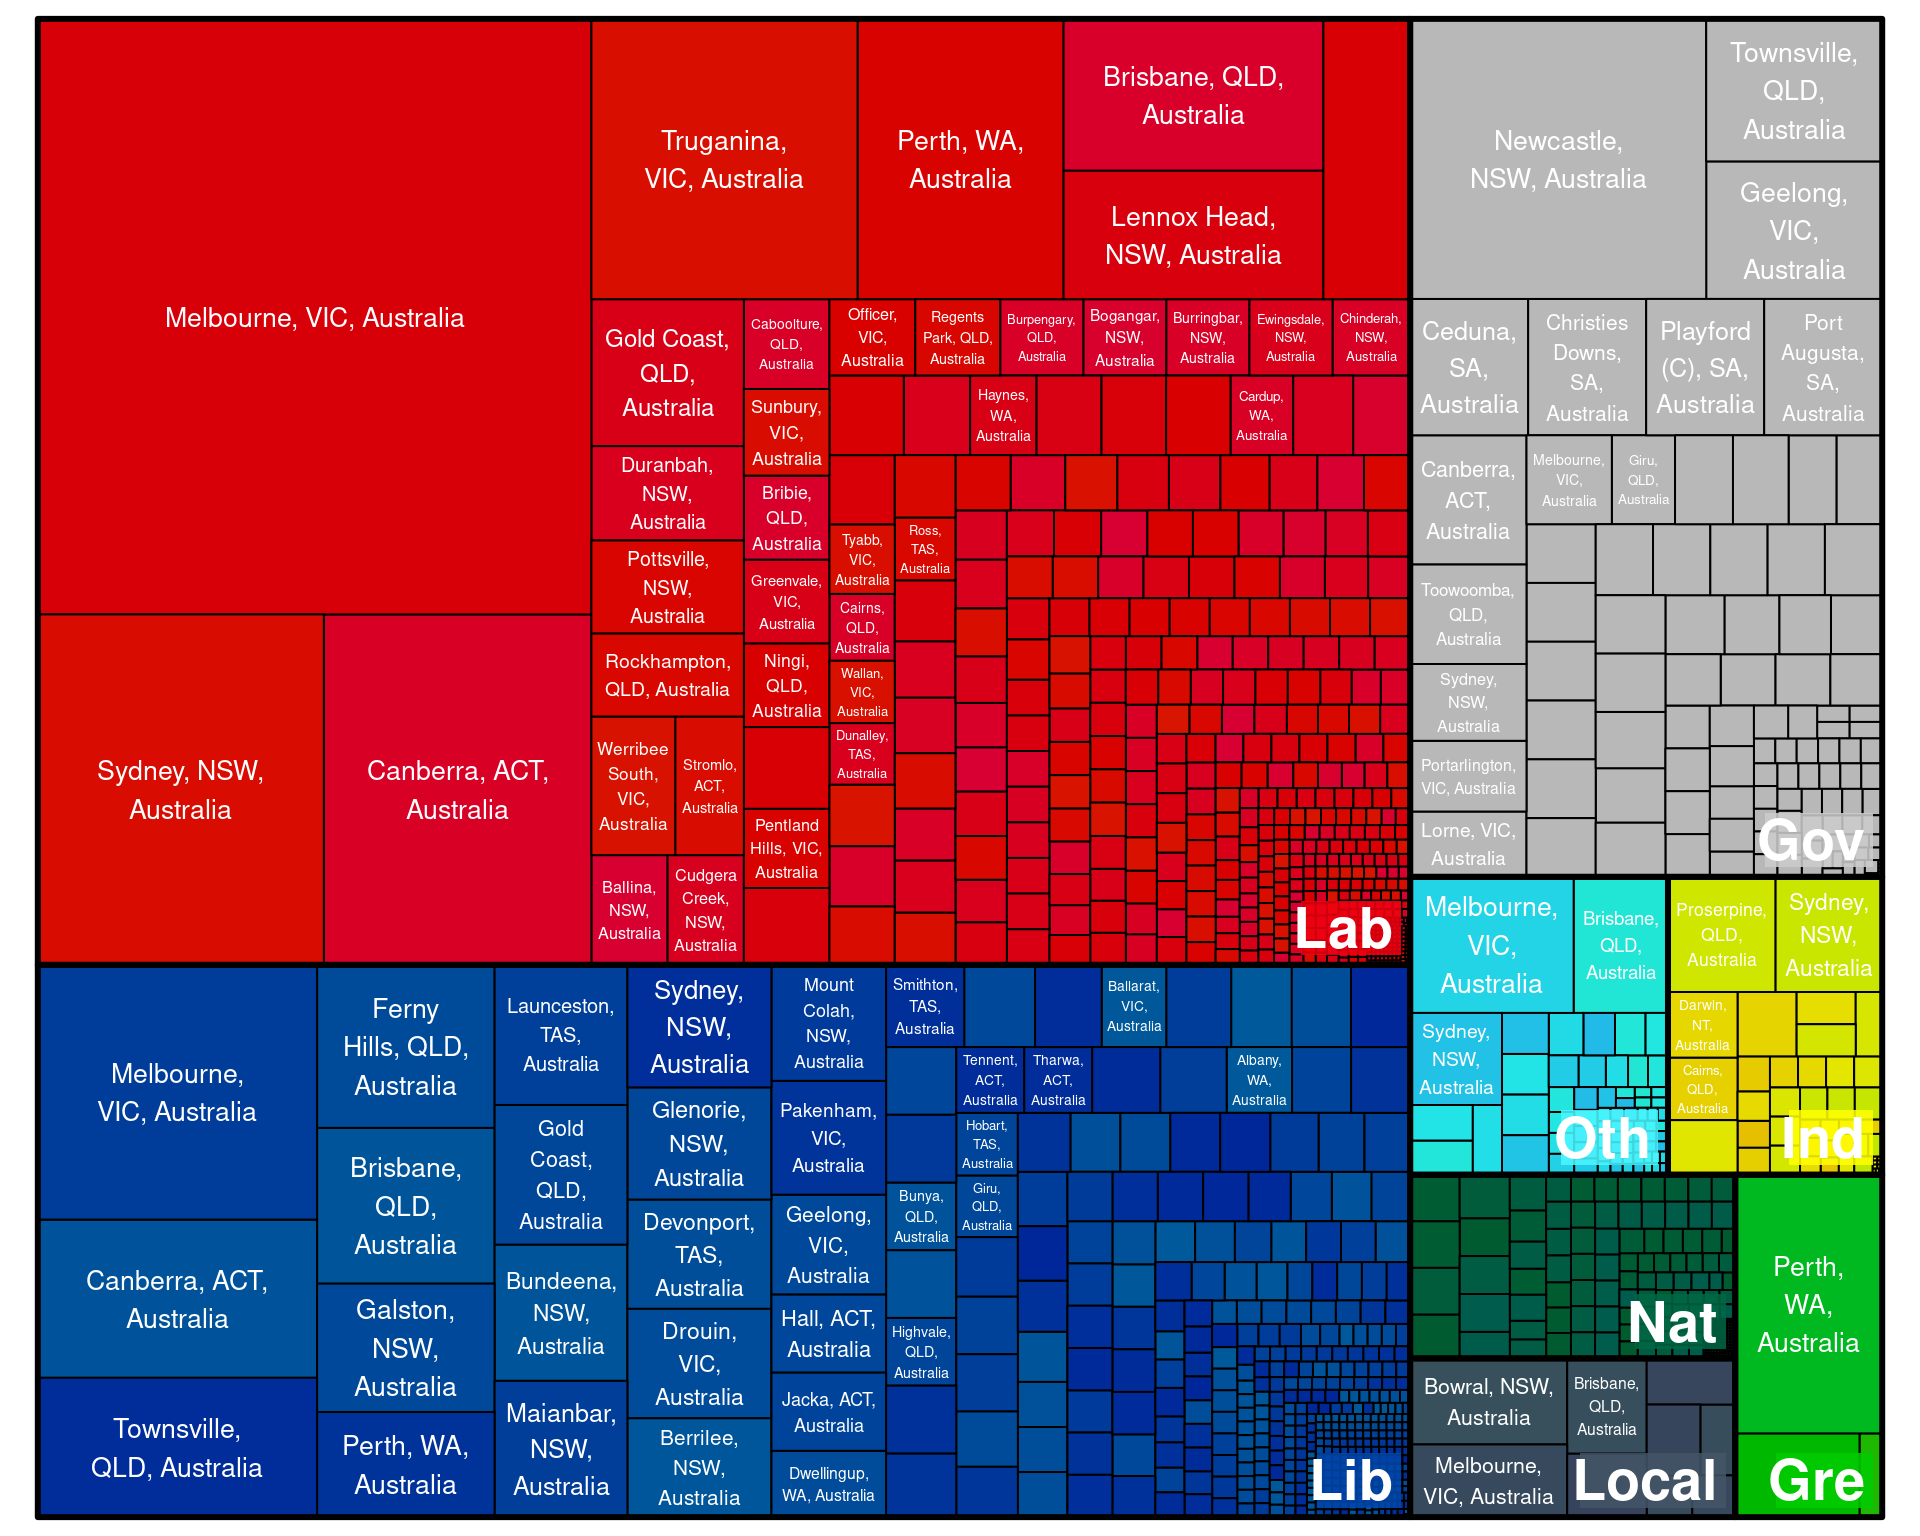 Melbourne, VIC, Australia
Sydney, NSW,
Australia
Canberra, ACT,
Australia
Truganina,
VIC, Australia
Perth, WA,
Australia
Brisbane, QLD,
Australia
Lennox Head,
NSW, Australia
Gold Coast,
QLD,
Australia
Duranbah,
NSW,
Australia
Pottsville,
NSW,
Australia
Rockhampton,
QLD, Australia
Werribee
South,
VIC,
Australia
Stromlo,
ACT,
Australia
Ballina,
NSW,
Australia
Cudgera
Creek,
NSW,
Australia
Caboolture,
QLD,
Australia
Sunbury,
VIC,
Australia
Bribie,
QLD,
Australia
Greenvale,
VIC,
Australia
Ningi,
QLD,
Australia
Pentland
Hills, VIC,
Australia
Officer,
VIC,
Australia
Regents
Park, QLD,
Australia
Burpengary,
QLD,
Australia
Bogangar,
NSW,
Australia
Burringbar,
NSW,
Australia
Ewingsdale,
NSW,
Australia
Chinderah,
NSW,
Australia
Haynes,
WA,
Australia
Cardup,
WA,
Australia
Tyabb,
VIC,
Australia
Ross,
TAS,
Australia
Cairns,
QLD,
Australia
Wallan,
VIC,
Australia
Dunalley,
TAS,
Australia
Lab
Newcastle,
NSW, Australia
Townsville,
QLD,
Australia
Geelong,
VIC,
Australia
Ceduna,
SA,
Australia
Christies
Downs,
SA,
Australia
Playford
(C), SA,
Australia
Port
Augusta,
SA,
Australia
Canberra,
ACT,
Australia
Melbourne,
VIC,
Australia
Giru,
QLD,
Australia
Toowoomba,
QLD,
Australia
Sydney,
NSW,
Australia
Portarlington,
VIC, Australia
Lorne, VIC,
Australia
Gov
Melbourne,
VIC, Australia
Canberra, ACT,
Australia
Townsville,
QLD, Australia
Ferny
Hills, QLD,
Australia
Brisbane,
QLD,
Australia
Galston,
NSW,
Australia
Perth, WA,
Australia
Launceston,
TAS,
Australia
Gold
Coast,
QLD,
Australia
Bundeena,
NSW,
Australia
Maianbar,
NSW,
Australia
Sydney,
NSW,
Australia
Glenorie,
NSW,
Australia
Devonport,
TAS,
Australia
Drouin,
VIC,
Australia
Berrilee,
NSW,
Australia
Mount
Colah,
NSW,
Australia
Pakenham,
VIC,
Australia
Geelong,
VIC,
Australia
Hall, ACT,
Australia
Jacka, ACT,
Australia
Dwellingup,
WA, Australia
Smithton,
TAS,
Australia
Ballarat,
VIC,
Australia
Tennent,
ACT,
Australia
Tharwa,
ACT,
Australia
Albany,
WA,
Australia
Hobart,
TAS,
Australia
Bunya,
QLD,
Australia
Giru,
QLD,
Australia
Highvale,
QLD,
Australia
Lib
Melbourne,
VIC,
Australia
Brisbane,
QLD,
Australia
Sydney,
NSW,
Australia
Oth
Proserpine,
QLD,
Australia
Sydney,
NSW,
Australia
Darwin,
NT,
Australia
Cairns,
QLD,
Australia
Ind
Nat
Perth,
WA,
Australia
Gre
Bowral, NSW,
Australia
Brisbane,
QLD,
Australia
Melbourne,
VIC, Australia
Local